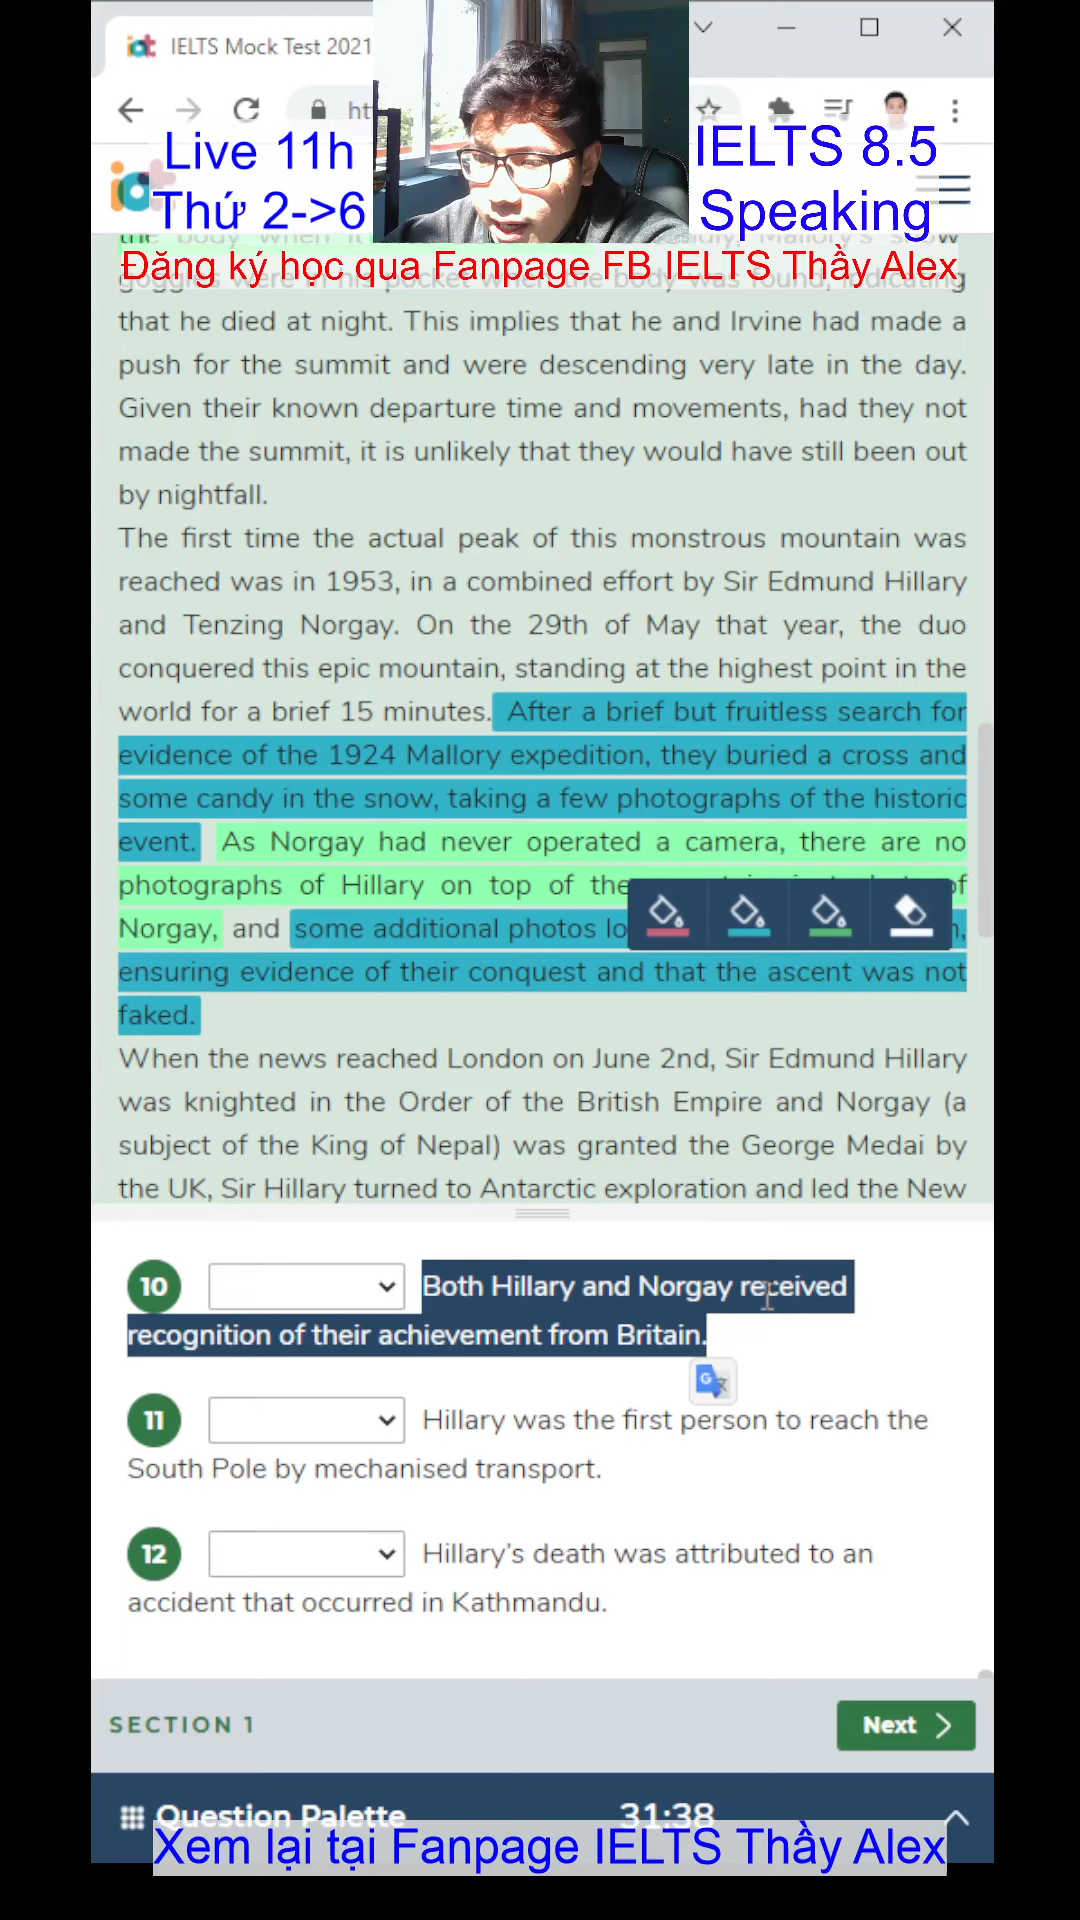 IELTS Mock Test 2021
Live 11h
Thứ 2->6
IELTS 8.5
Speaking
Đăng ký học qua Fanpage FB IELTS Thầy Alex
that he died at night. This implies that he and Irvine had made a
push for the summit and were descending very late in the day.
Given their known departure time and movements, had they not
made the summit, it is unlikely that they would have still been out
by nightfall.
The first time the actual peak of this monstrous mountain was
reached was in 1953, in a combined effort by Sir Edmund Hillary
and Tenzing Norgay. On the 29th of May that year, the duo
conquered this epic mountain, standing at the highest point in the
world for a brief 15 minutes. After a brief but fruitless search for
evidence of the 1924 Mallory expedition, they buried a cross and
some candy in the snow, taking a few photographs of the historic
event. As Norgay had never operated a camera, there are no
photographs of Hillary on top of the of
Norgay, and some additional photos
ensuring evidence of their conquest and that the ascent was not
faked.
When the news reached London on June 2nd, Sir Edmund Hillary
was knighted in the Order of the British Empire and Norgay (a
subject of the King of Nepal) was granted the George Medai by
the UK, Sir Hillary turned to Antarctic exploration and led the New
10 Both Hillary and Norgay received
recognition of their achievement from Britain.
11 Hillary was the first person to reach the
South Pole by mechanised transport.
12 Hillary's death was attributed to an
accident that occurred in Kathmandu.
SECTION 1
Next
Question Palette 31:38
Xem lại tại Fanpage IELTS Thầy Alex